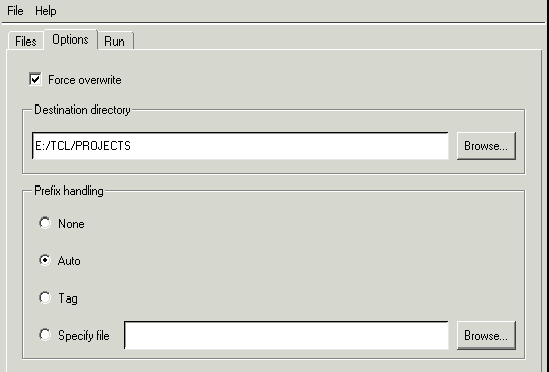 File Help
Files Options Run
Force overwrite
Destination directory
E:/TCL/PROJECTS Browse...
Prefix handling
None
Auto
Tag
Specify file Browse...